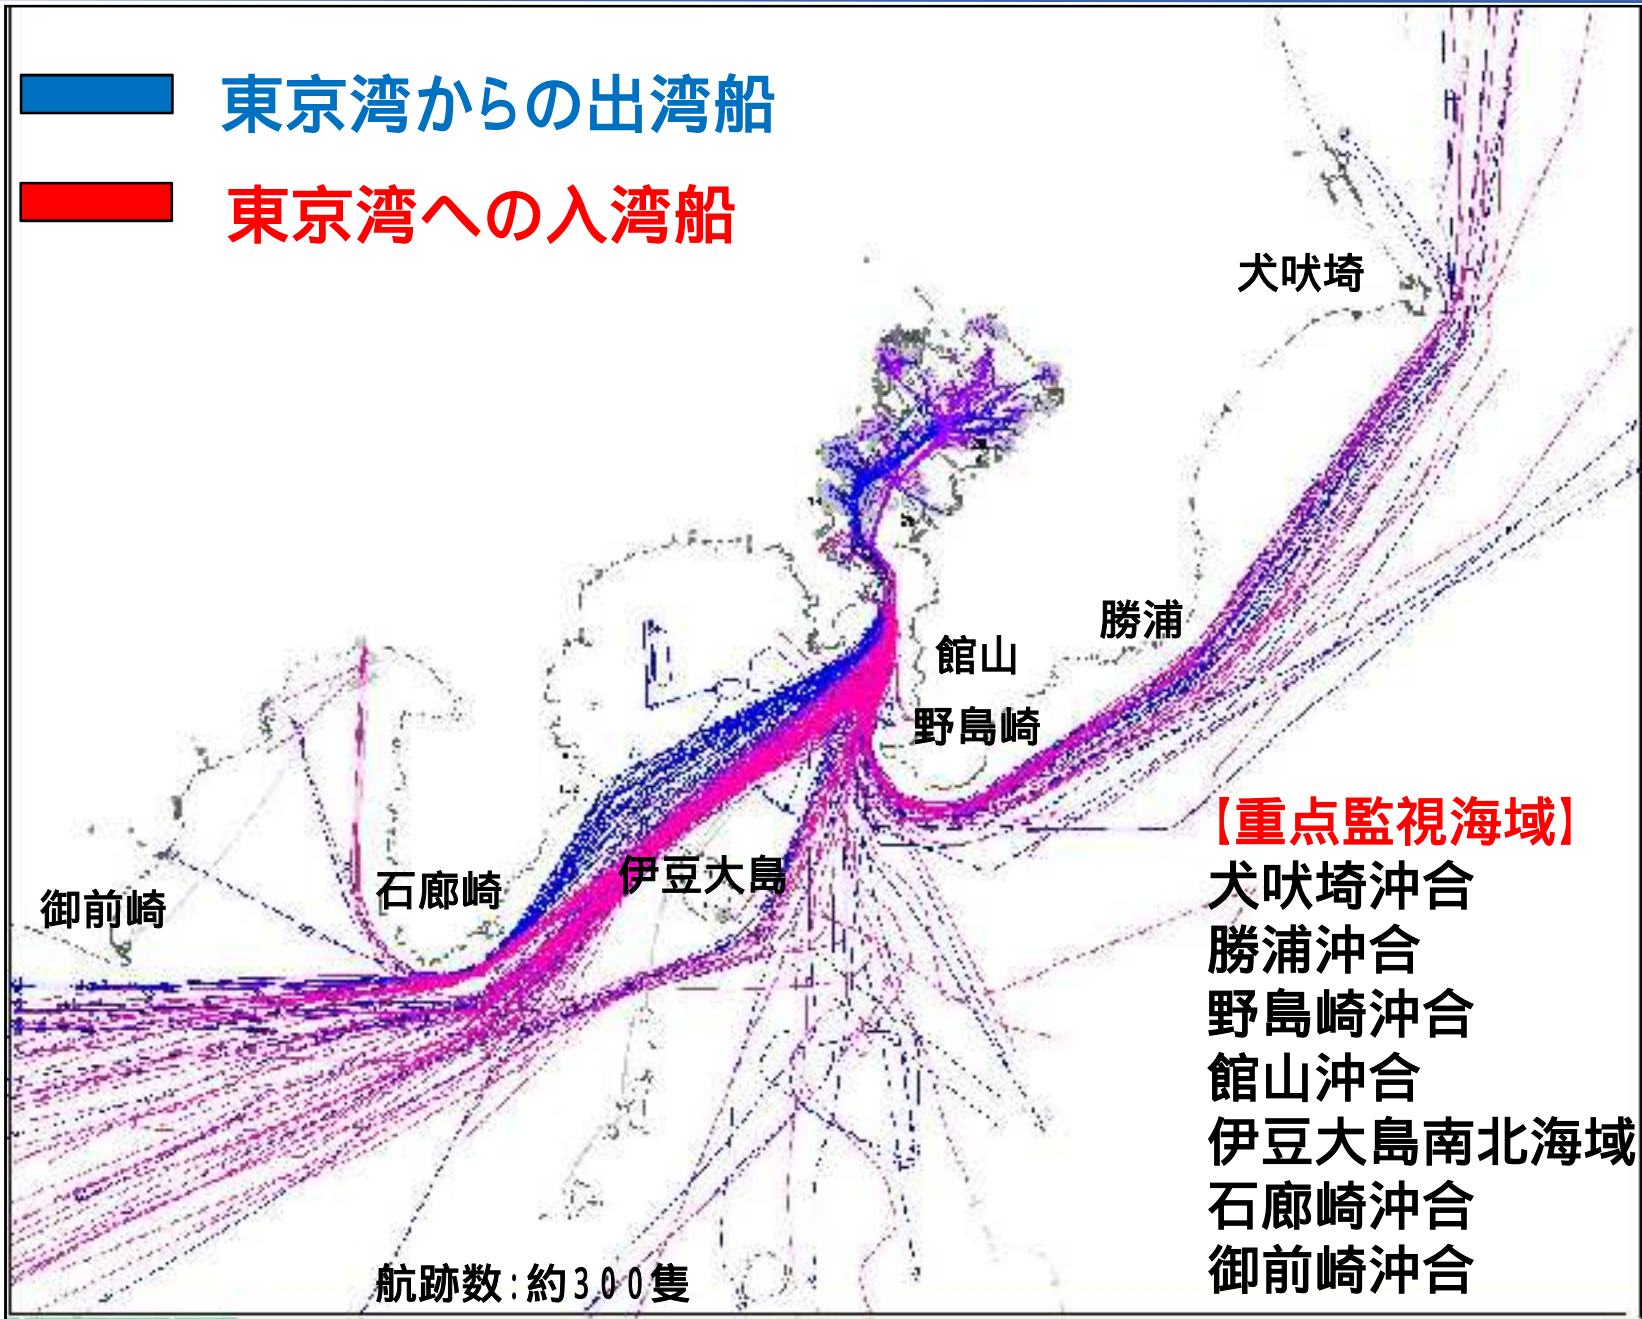 東京湾からの出湾船
東京湾への入湾船
犬吠埼
勝浦
館山
野島崎
伊豆大島
石廊崎
御前崎
【重点監視海域】
犬吠埼沖合
勝浦沖合
野島崎沖合
館山沖合
伊豆大島南北海域
石廊崎沖合
御前崎沖合
航跡数:約300隻